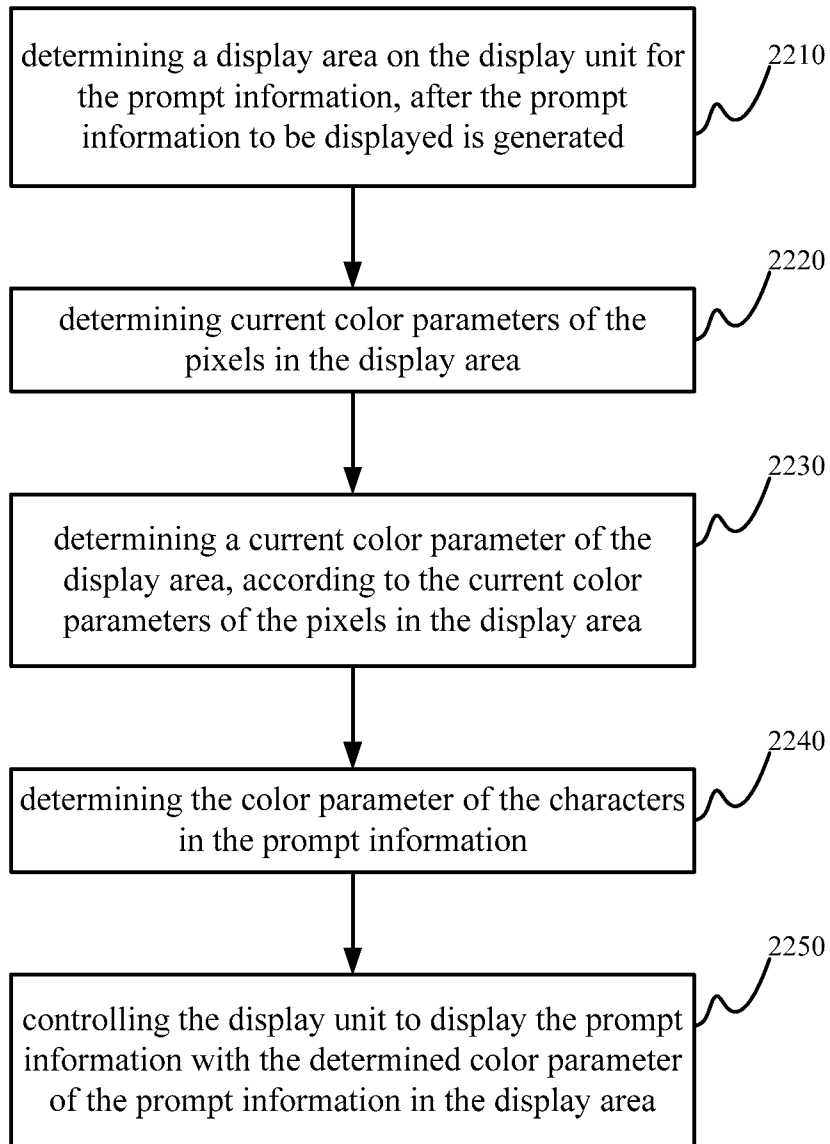 determining a display area on the display unit for
the prompt information, after the prompt
information to be displayed is generated
2210
determining current color parameters of the
pixels in the display area
2220
determining a current color parameter of the
display area, according to the current color
parameters of the pixels in the display area
2230
determining the color parameter of the characters
in the prompt information
2240
controlling the display unit to display the prompt
information with the determined color parameter
of the prompt information in the display area
2250